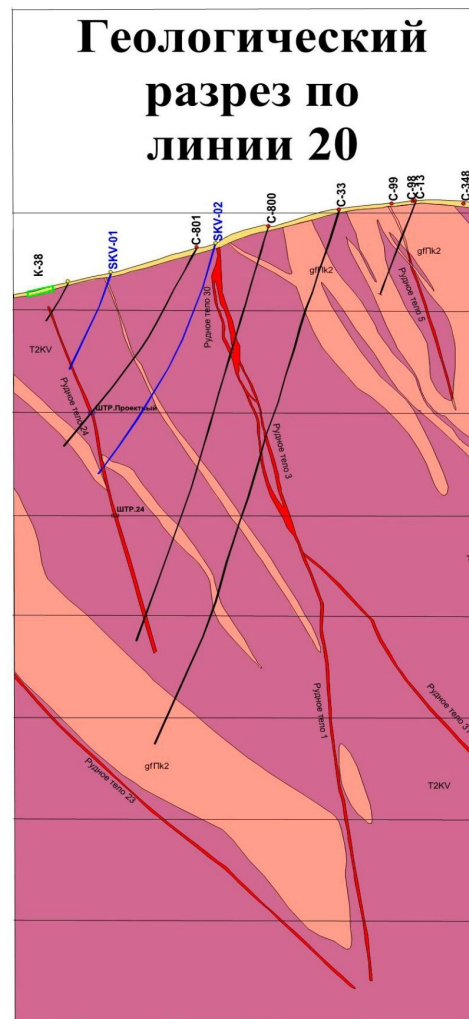 Геологический
разрез по
линии 20
К-38
SKV-01
С-801
SKV-02
С-800
С-33
С-99
С-98
С-13
С-348
gfПk2
Рудное тело 30
Рудное тело 5
T2KV
Рудное тело 24
ШТР.Проектный
Рудное тело 3
ШТР.24
Рудное тело 1
Рудное тело 31
gfПk2
Рудное тело 23
T2KV